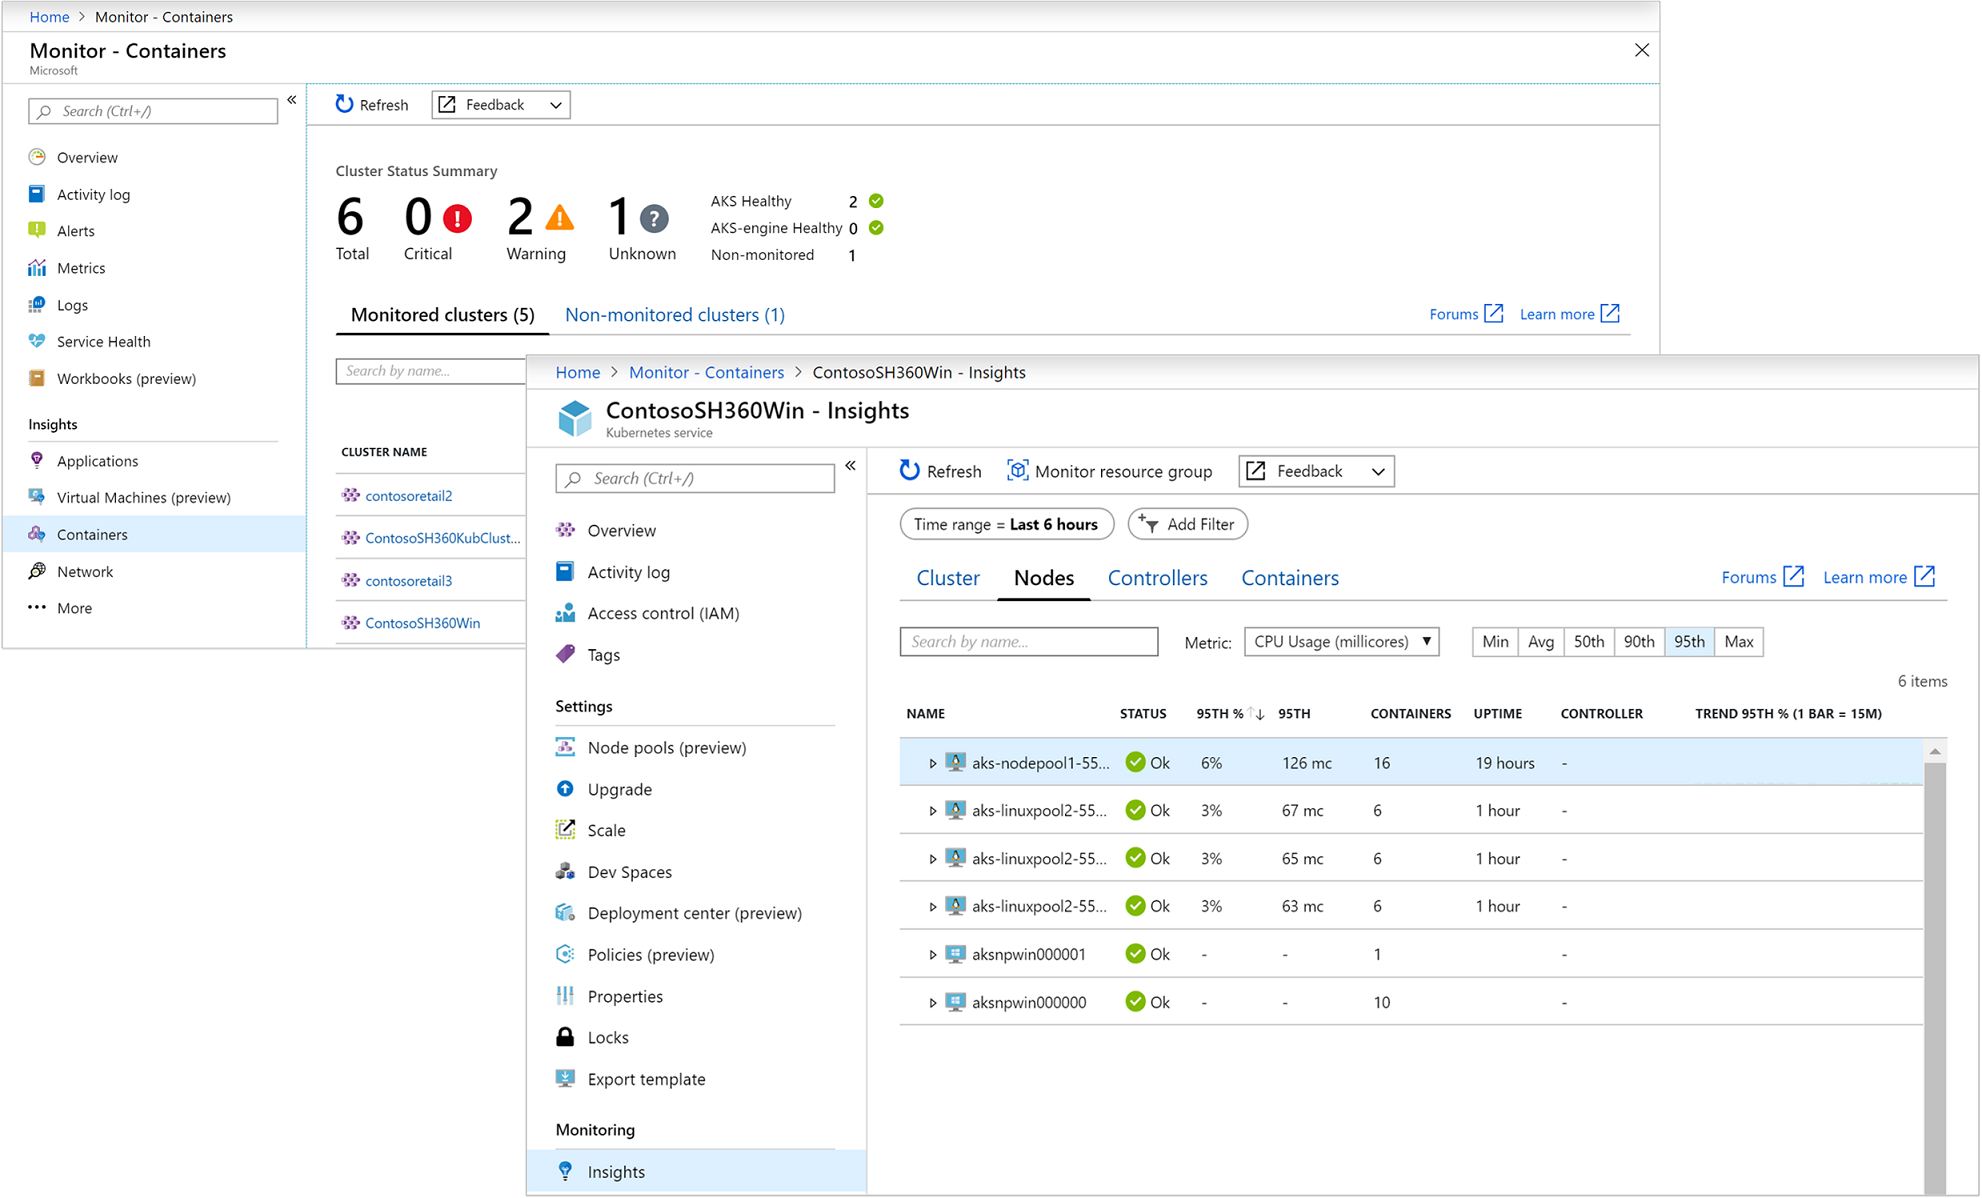 Home > Monitor - Containers
Monitor - Containers
Microsoft
Search (Ctrl+/)
Overview
Activity log
Alerts
Metrics
Logs
Service Health
Workbooks (preview)
Insights
Applications
Virtual Machines (preview)
Containers
Network
More
Refresh
Feedback
Cluster Status Summary
6 0 2 1
Total Critical Warning Unknown
AKS Healthy 2
AKS-engine Healthy 0
Non-monitored 1
Monitored clusters (5) Non-monitored clusters (1)
Forums Learn more
Search by name...
CLUSTER NAME
contosoretail2
ContosoSH360KubClust...
contosoretail3
ContosoSH360Win
Home > Monitor - Containers > ContosoSH360Win - Insights
ContosoSH360Win - Insights
Kubernetes service
Search (Ctrl+/)
Overview
Activity log
Access control (IAM)
Tags
Settings
Node pools (preview)
Upgrade
Scale
Dev Spaces
Deployment center (preview)
Policies (preview)
Properties
Locks
Export template
Monitoring
Insights
Refresh Monitor resource group Feedback
Time range = Last 6 hours Add Filter
Cluster Nodes Controllers Containers
Forums Learn more
Search by name... Metric: CPU Usage (millicores) Min Avg 50th 90th 95th Max
6 items
NAME STATUS 95TH % 95TH CONTAINERS UPTIME CONTROLLER TREND 95TH % (1 BAR = 15M)
aks-nodepool1-55... Ok 6% 126 mc 16 19 hours -
aks-linuxpool2-55... Ok 3% 67 mc 6 1 hour -
aks-linuxpool2-55... Ok 3% 65 mc 6 1 hour -
aks-linuxpool2-55... Ok 3% 63 mc 6 1 hour -
aksnpwin000001 Ok - - 1 -
aksnpwin000000 Ok - - 10 -